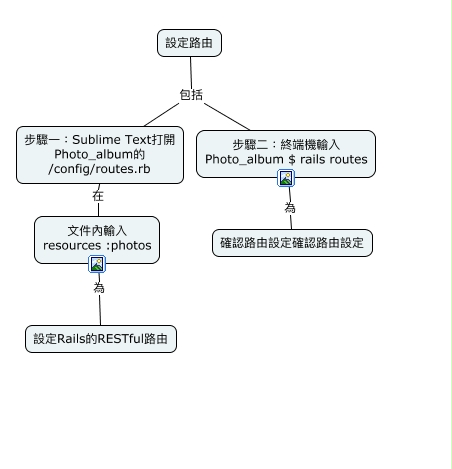 設定路由
包括
步驟一：Sublime Text打開
Photo_album的
/config/routes.rb
步驟二：終端機輸入
Photo_album $ rails routes
在
為
文件內輸入
resources :photos
確認路由設定確認路由設定
為
設定Rails的RESTful路由